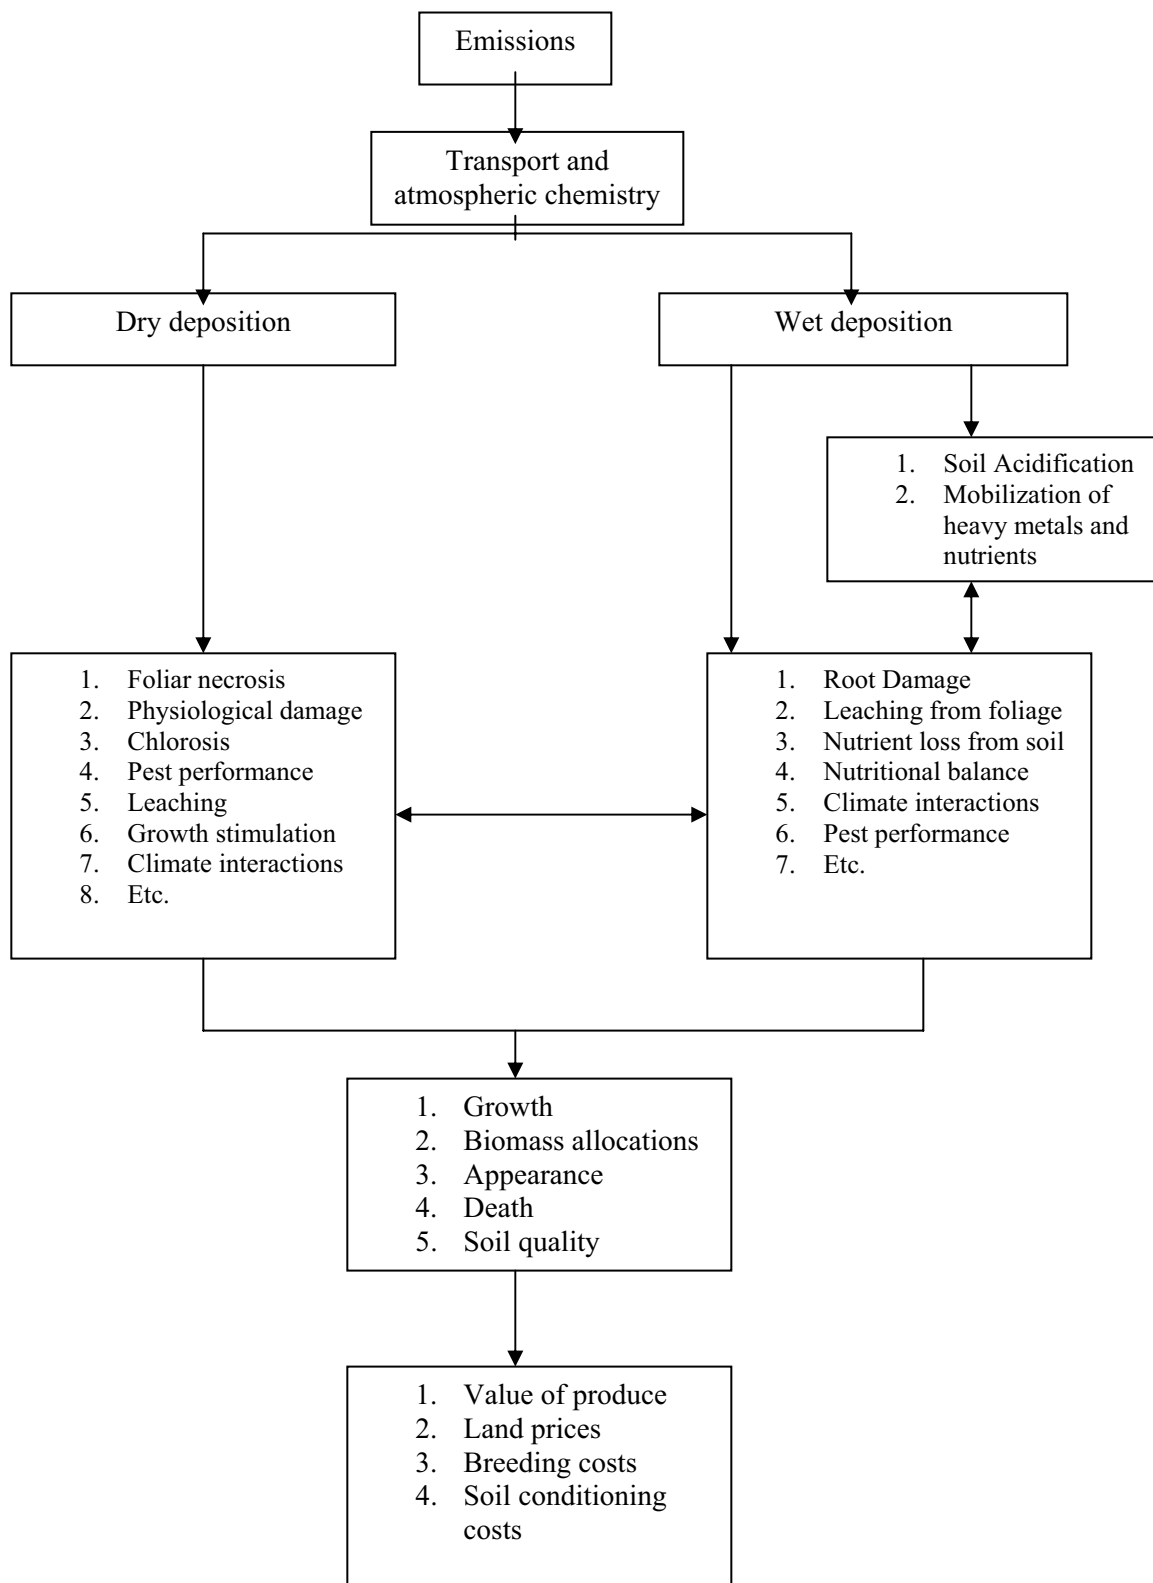 Emissions
Transport and
atmospheric chemistry
Dry deposition
Wet deposition
1. Soil Acidification
2. Mobilization of
heavy metals and
nutrients
1. Foliar necrosis
2. Physiological damage
3. Chlorosis
4. Pest performance
5. Leaching
6. Growth stimulation
7. Climate interactions
8. Etc.
1. Root Damage
2. Leaching from foliage
3. Nutrient loss from soil
4. Nutritional balance
5. Climate interactions
6. Pest performance
7. Etc.
1. Growth
2. Biomass allocations
3. Appearance
4. Death
5. Soil quality
1. Value of produce
2. Land prices
3. Breeding costs
4. Soil conditioning
costs